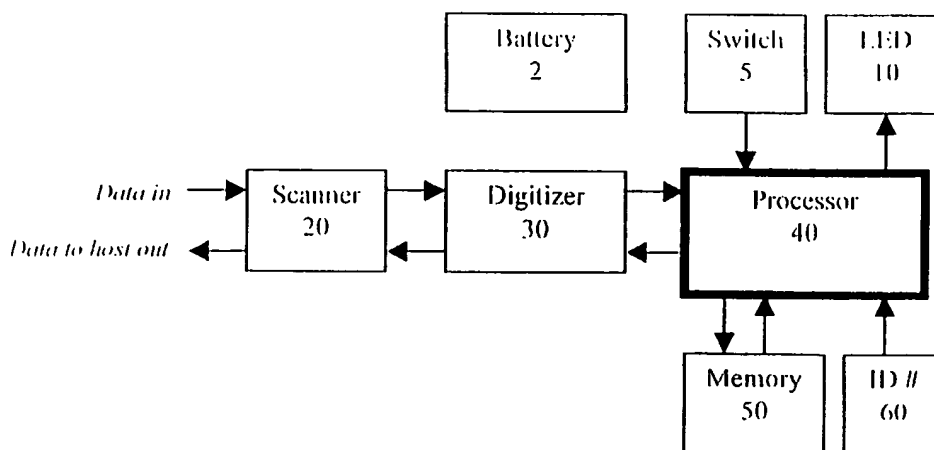 Battery
2
Switch
5
LED
10
Data in
Scanner
20
Digitizer
30
Processor
40
Data to host out
Memory
50
ID #
60